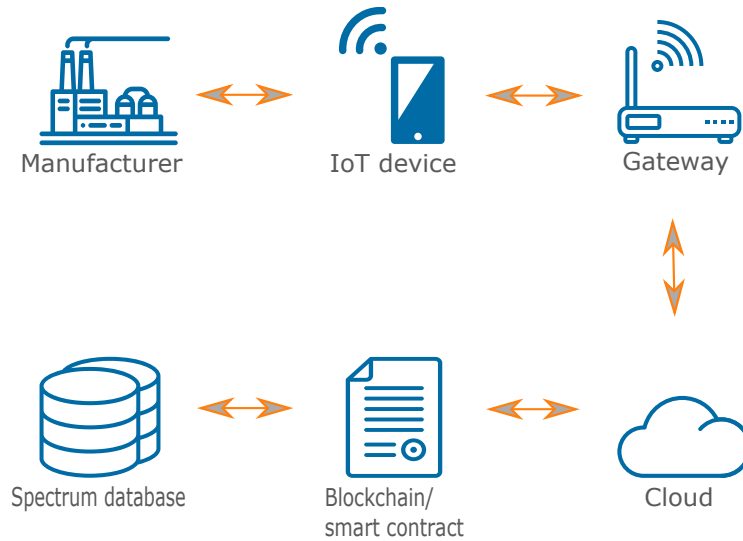 Manufacturer
IoT device
Gateway
Spectrum database
Blockchain/
smart contract
Cloud